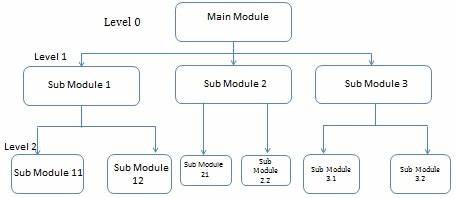 Level 0
Main Module
Level 1
Sub Module 1
Sub Module 2
Sub Module 3
Level 2
Sub Module 11
Sub Module
12
Sub Module
21
Sub
Module
2.2
Sub Module
3.1
Sub Module
3.2